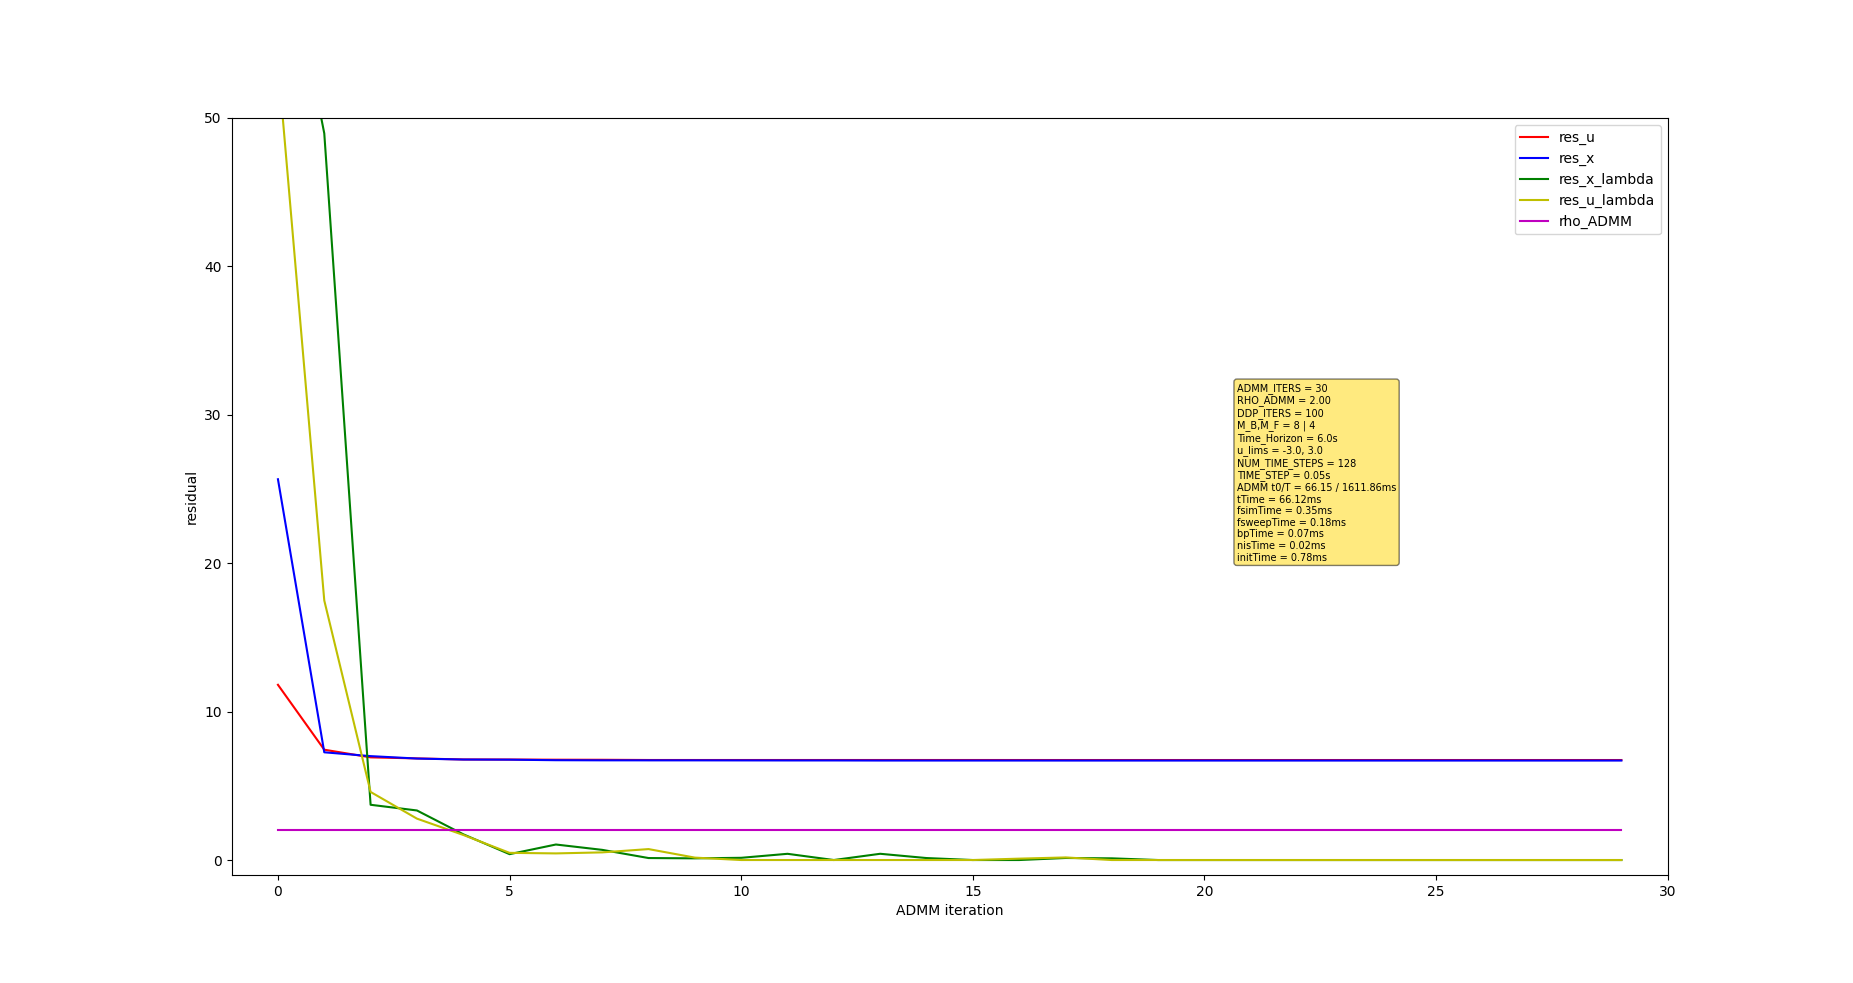 50
40
30
20
10
0
residual
0 5 10 15 20 25 30
ADMM iteration
res_u
res_x
res_x_lambda
res_u_lambda
rho_ADMM
ADMM_ITERS = 30
RHO_ADMM = 2.00
DDP_ITERS = 100
M_B,M_F = 8 | 4
Time_Horizon = 6.0s
u_lims = -3.0, 3.0
NUM_TIME_STEPS = 128
TIME_STEP = 0.05s
ADMM t0/T = 66.15 / 1611.86ms
tTime = 66.12ms
fsimTime = 0.35ms
fsweepTime = 0.18ms
bpTime = 0.07ms
nisTime = 0.02ms
initTime = 0.78ms